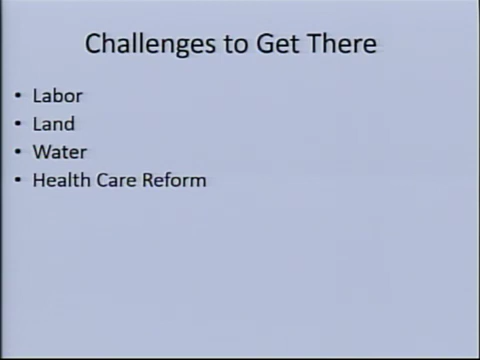 Challenges to Get There
• Labor
• Land
• Water
• Health Care Reform